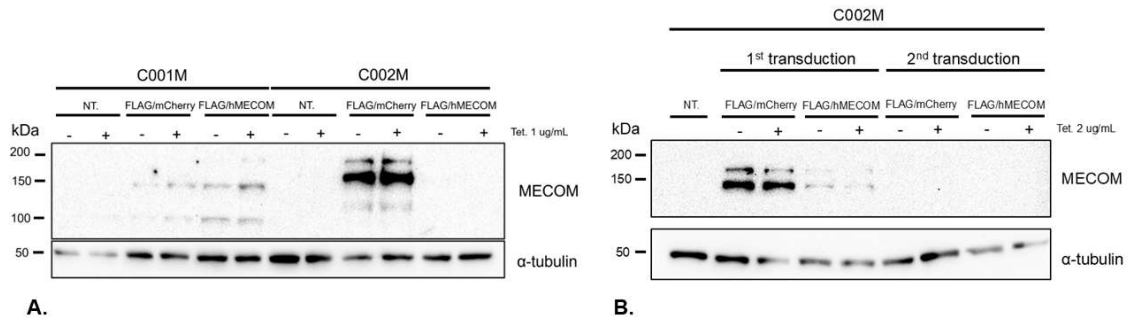 A.
C001M C002M
NT. FLAG/mCherry FLAG/hMECOM NT. FLAG/mCherry FLAG/hMECOM
- + - + - + - + - + - + Tet. 1 ug/mL
kDa
200
150
100
MECOM
50
α-tubulin
B.
C002M
1st transduction 2nd transduction
NT. FLAG/mCherry FLAG/hMECOM FLAG/mCherry FLAG/hMECOM
- + - + - + - + Tet. 2 ug/mL
kDa
200
150
MECOM
50
α-tubulin